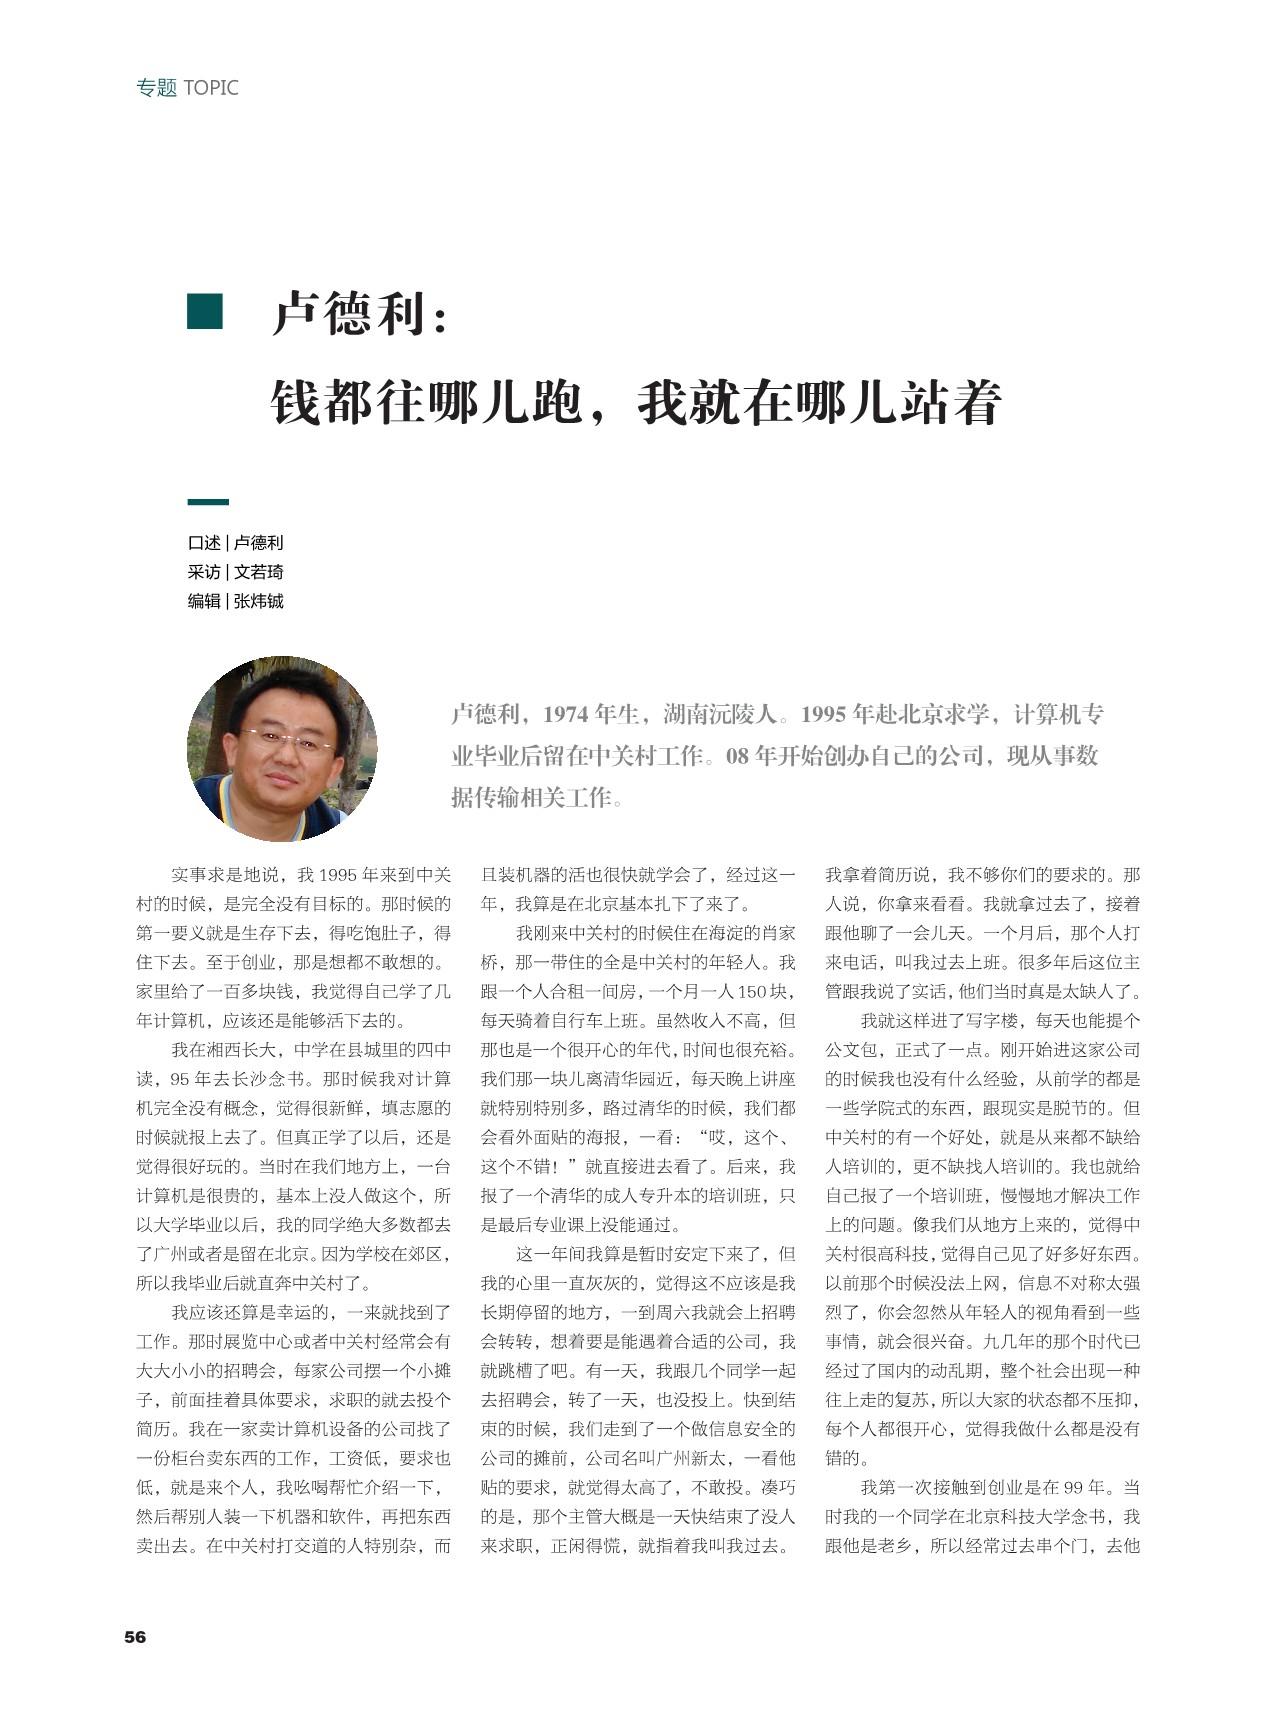 专题 TOPIC
卢德利：
钱都往哪儿跑，我就在哪儿站着
口述 | 卢德利
采访 | 文若琦
编辑 | 张炜铖
卢德利，1974 年生，湖南沅陵人。1995 年赴北京求学，计算机专
业毕业后留在中关村工作。08 年开始创办自己的公司，现从事数
据传输相关工作。
实事求是地说，我 1995 年来到中关
村的时候，是完全没有目标的。那时候的
第一要义就是生存下去，得吃饱肚子，得
住下去。至于创业，那是想都不敢想的。
家里给了一百多块钱，我觉得自己学了几
年计算机，应该还是能够活下去的。
我在湘西长大，中学在县城里的四中
读，95 年去长沙念书。那时候我对计算
机完全没有概念，觉得很新鲜，填志愿的
时候就报上去了。但真正学了以后，还是
觉得很好玩的。当时在我们地方上，一台
计算机是很贵的，基本上没人做这个，所
以大学毕业以后，我的同学绝大多数都去
了广州或者是留在北京。因为学校在郊区，
所以我毕业后就直奔中关村了。
我应该还算是幸运的，一来就找到了
工作。那时展览中心或者中关村经常会有
大大小小的招聘会，每家公司摆一个小摊
子，前面挂着具体要求，求职的就去投个
简历。我在一家卖计算机设备的公司找了
一份柜台卖东西的工作，工资低，要求也
低，就是来个人，我吆喝帮忙介绍一下，
然后帮别人装一下机器和软件，再把东西
卖出去。在中关村打交道的人特别杂，而
且装机器的活也很快就学会了，经过这一
年，我算是在北京基本扎下了来了。
我刚来中关村的时候住在海淀的肖家
桥，那一带住的全是中关村的年轻人。我
跟一个人合租一间房，一个月一人 150 块，
每天骑着自行车上班。虽然收入不高，但
那也是一个很开心的年代，时间也很充裕。
我们那一块儿离清华园近，每天晚上讲座
就特别特别多，路过清华的时候，我们都
会看外面贴的海报，一看：“哎，这个、
这个不错！”就直接进去看了。后来，我
报了一个清华的成人专升本的培训班，只
是最后专业课上没能通过。
这一年间我算是暂时安定下来了，但
我的心里一直灰灰的，觉得这不应该是我
长期停留的地方，一到周六我就会上招聘
会转转，想着要是能遇着合适的公司，我
就跳槽了吧。有一天，我跟几个同学一起
去招聘会，转了一天，也没投上。快到结
束的时候，我们走到了一个做信息安全的
公司的摊前，公司名叫广州新太，一看他
贴的要求，就觉得太高了，不敢投。凑巧
的是，那个主管大概是一天快结束了没人
来求职，正闲得慌，就指着我叫我过去。
我拿着简历说，我不够你们的要求的。那
人说，你拿来看看。我就拿过去了，接着
跟他聊了一会儿天。一个月后，那个人打
来电话，叫我过去上班。很多年后这位主
管跟我说了实话，他们当时真是太缺人了。
我就这样进了写字楼，每天也能提个
公文包，正式了一点。刚开始进这家公司
的时候我也没有什么经验，从前学的都是
一些学院式的东西，跟现实是脱节的。但
中关村的有一个好处，就是从来都不缺给
人培训的，更不缺找人培训的。我也就给
自己报了一个培训班，慢慢地才解决工作
上的问题。像我们从地方上来的，觉得中
关村很高科技，觉得自己见了好多好东西。
以前那个时候没法上网，信息不对称太强
烈了，你会忽然从年轻人的视角看到一些
事情，就会很兴奋。九几年的那个时代已
经过了国内的动乱期，整个社会出现一种
往上走的复苏，所以大家的状态都不压抑，
每个人都很开心，觉得我做什么都是没有
错的。
我第一次接触到创业是在 99 年。当
时我的一个同学在北京科技大学念书，我
跟他是老乡，所以经常过去串个门，去他
56